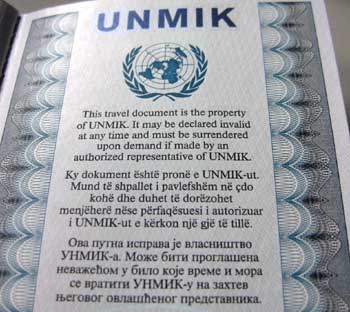 UNMIK
This travel document is the property
of UNMIK. It may be declared invalid
at any time and must be surrendered
upon demand if made by an
authorized representative of UNMIK.
Ky dokument është pronë e UNMIK-ut.
Mund të shpallet i pavlefshëm në ço
kohë dhe duhet të dorëzohet
menjëherë nëse përfaqësuesi i autorizuar
i UNMIK-ut e kërkon një gjë të tillë.
Ова путна исправа је власништво
УНМИК-а. Може бити проглашена
неважећом у било које време и мора
се вратити УНМИК-у на захтев
његовог овлашћеног представника.